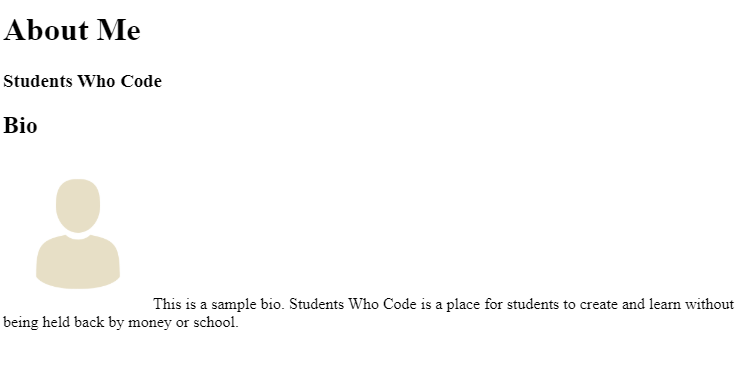 About Me
Students Who Code
Bio
This is a sample bio. Students Who Code is a place for students to create and learn without
being held back by money or school.